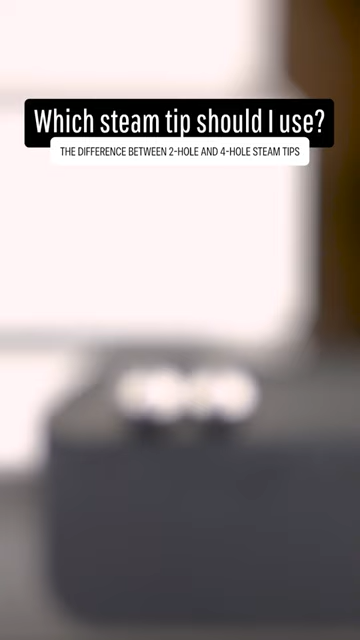 Which steam tip should I use?
THE DIFFERENCE BETWEEN 2-HOLE AND 4-HOLE STEAM TIPS